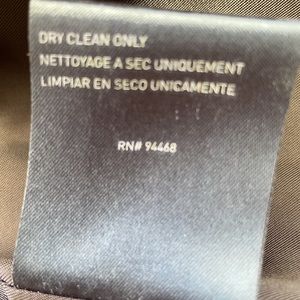 DRY CLEAN ONLY
NETTOYAGE A SEC UNIQUEMENT
LIMPIAR EN SECO UNICAMENTE
RN# 94468